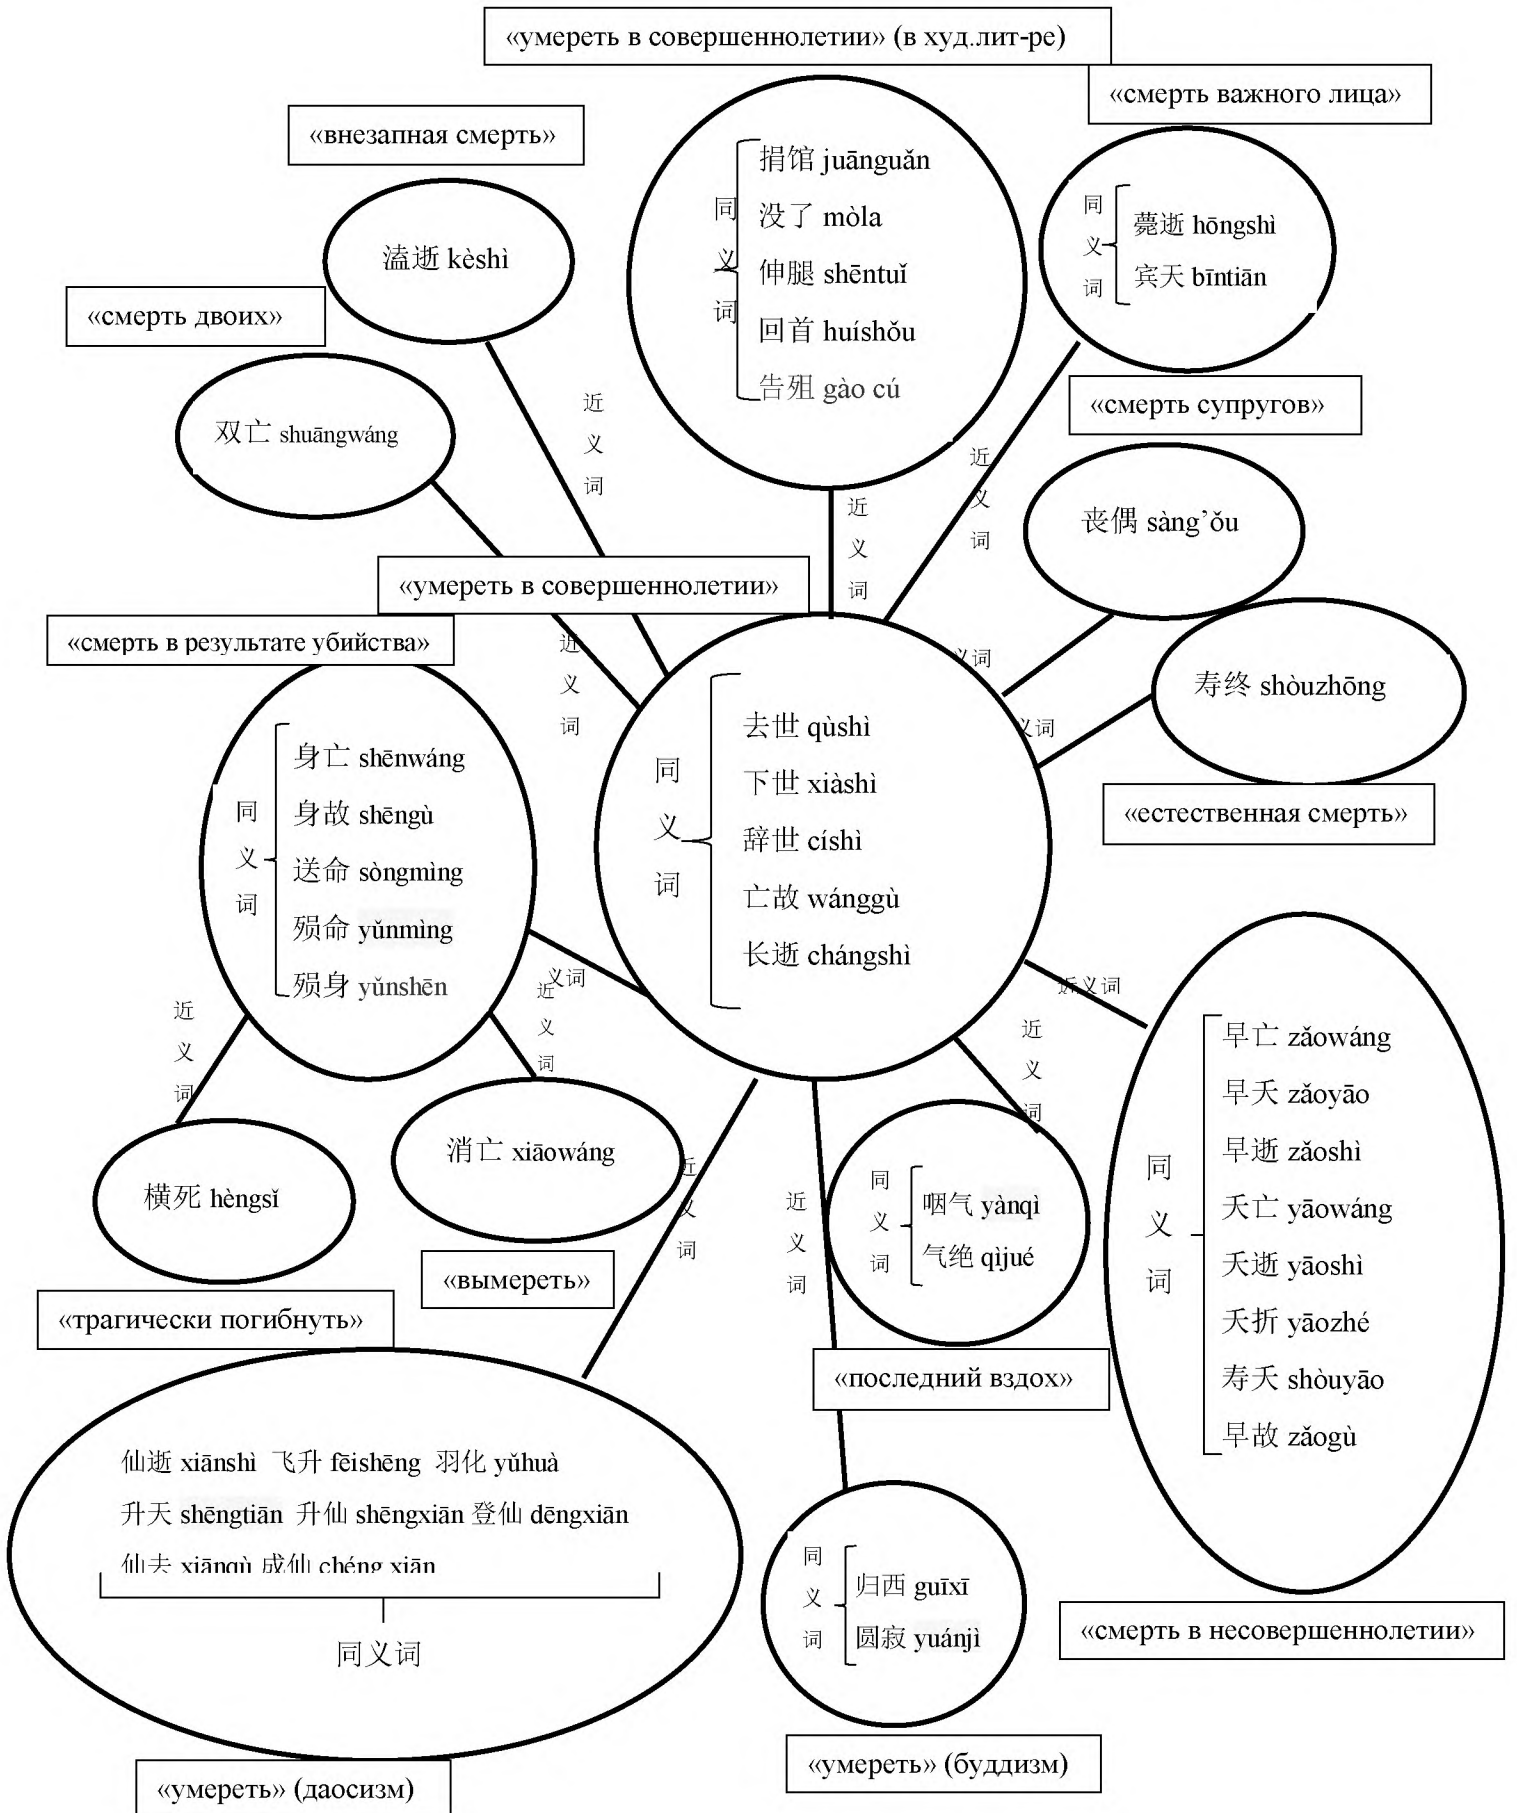 «умереть в совершеннолетии» (в худ.лит-ре)
«смерть важного лица»
«внезапная смерть»
捐馆 juānguǎn
没了 mòla
伸腿 shēntuǐ
回首 huíshǒu
告殂 gào cú
同
义
词
同
义
词
薨逝 hōngshì
宾天 bīntiān
溘逝 kèshì
«смерть двоих»
双亡 shuāngwáng
«смерть супругов»
丧偶 sàng’ǒu
近
义
词
近
义
词
近
义
词
«умереть в совершеннолетии»
«смерть в результате убийства»
近
义
词
义词
义词
寿终 shòuzhōng
«естественная смерть»
同
义
词
去世 qùshì
下世 xiàshì
辞世 císhì
亡故 wánggù
长逝 chángshì
同
义
词
身亡 shēnwáng
身故 shēngù
送命 sòngmìng
殒命 yǔnmìng
殒身 yǔnshēn
义词
近
义
词
近
义
词
近义词
近
义
词
横死 hèngsǐ
«трагически погибнуть»
消亡 xiāowáng
«вымереть»
近
义
词
近
义
词
同
义
词
咽气 yànqì
气绝 qìjué
«последний вздох»
同
义
词
早亡 zǎowáng
早夭 zǎoyāo
早逝 zǎoshì
夭亡 yāowáng
夭逝 yāoshì
夭折 yāozhé
寿夭 shòuyāo
早故 zǎogù
«смерть в несовершеннолетии»
仙逝 xiānshì 飞升 fēishēng 羽化 yǔhuà
升天 shēngtiān 升仙 shēngxiān 登仙 dēngxiān
仙去 xiānqù 成仙 chéng xiān
同义词
«умереть» (даосизм)
同
义
词
归西 guīxī
圆寂 yuánjì
«умереть» (буддизм)